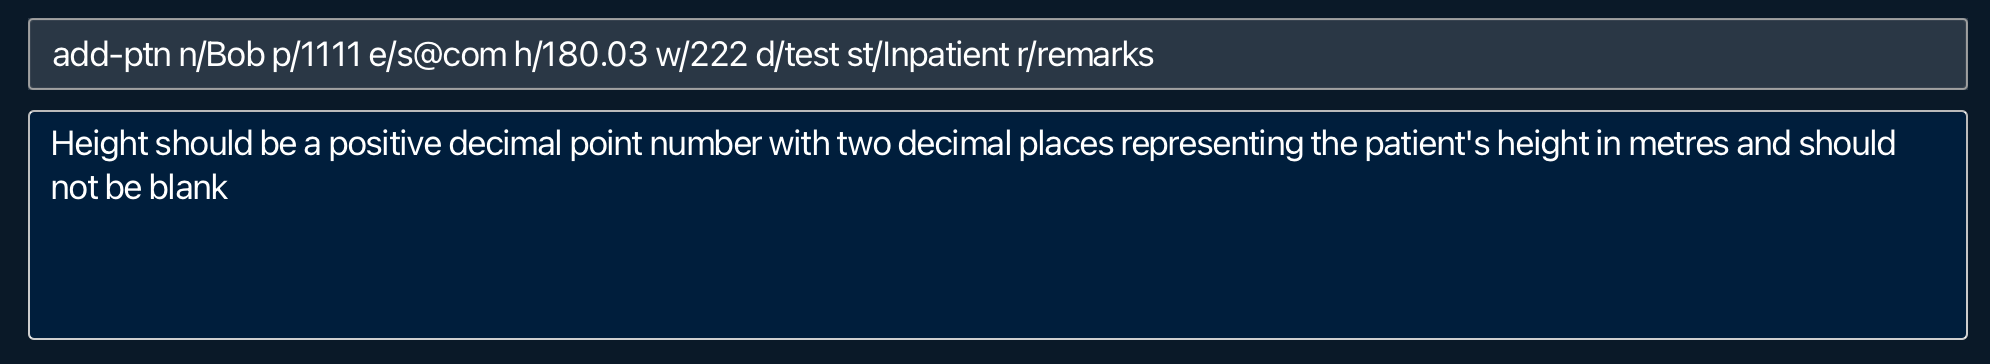 add-ptn n/Bob p/1111 e/s@com h/180.03 w/222 d/test st/Inpatient r/remarks
Height should be a positive decimal point number with two decimal places representing the patient's height in metres and should
not be blank